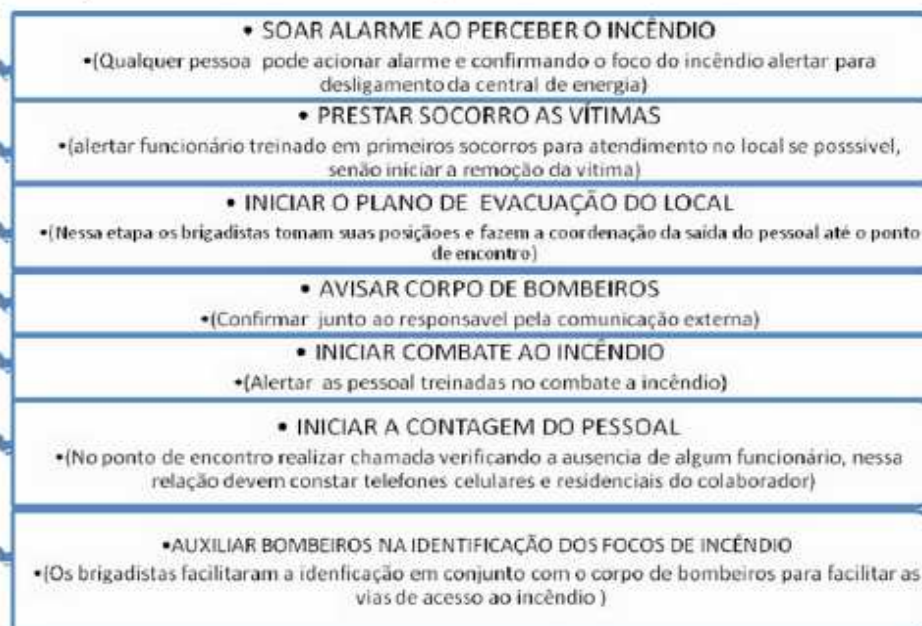 • SOAR ALARME AO PERCEBER O INCÊNDIO
•(Qualquer pessoa pode acionar alarme e confirmando o foco do incêndio alertar para
desligamento da central de energia)
• PRESTAR SOCORRO AS VÍTIMAS
•(alertar funcionário treinado em primeiros socorros para atendimento no local se posssivel,
senão iniciar a remoção da vítima)
• INICIAR O PLANO DE EVACUAÇÃO DO LOCAL
•(Nessa etapa os brigadistas tomam suas posiçãoes e fazem a coordenação da saída do pessoal até o ponto
de encontro)
• AVISAR CORPO DE BOMBEIROS
•(Confirmar junto ao responsavel pela comunicação externa)
• INICIAR COMBATE AO INCÊNDIO
•(Alertar as pessoal treinadas no combate a incêndio)
• INICIAR A CONTAGEM DO PESSOAL
•(No ponto de encontro realizar chamada verificando a ausencia de algum funcionário, nessa
relação devem constar telefones celulares e residenciais do colaborador)
•AUXILIAR BOMBEIROS NA IDENTIFICAÇÃO DOS FOCOS DE INCÊNDIO
•(Os brigadistas facilitaram a idenficação em conjunto com o corpo de bombeiros para facilitar as
vias de acesso ao incêndio )